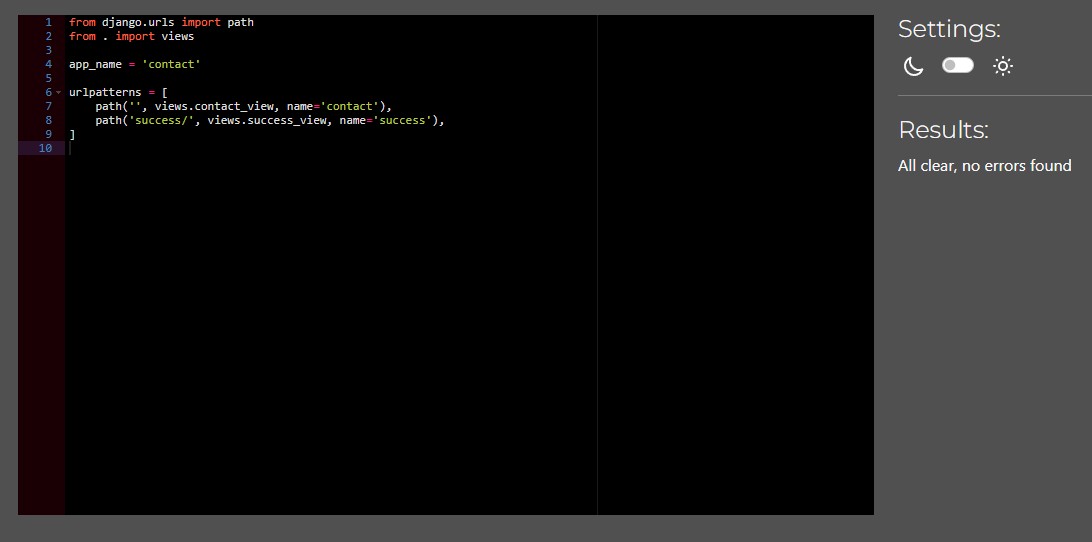 1 from django.urls import path
2 from . import views
3
4 app_name = 'contact'
5
6 urlpatterns = [
7     path('', views.contact_view, name='contact'),
8     path('success/', views.success_view, name='success'),
9 ]
10
Settings:
Results:
All clear, no errors found